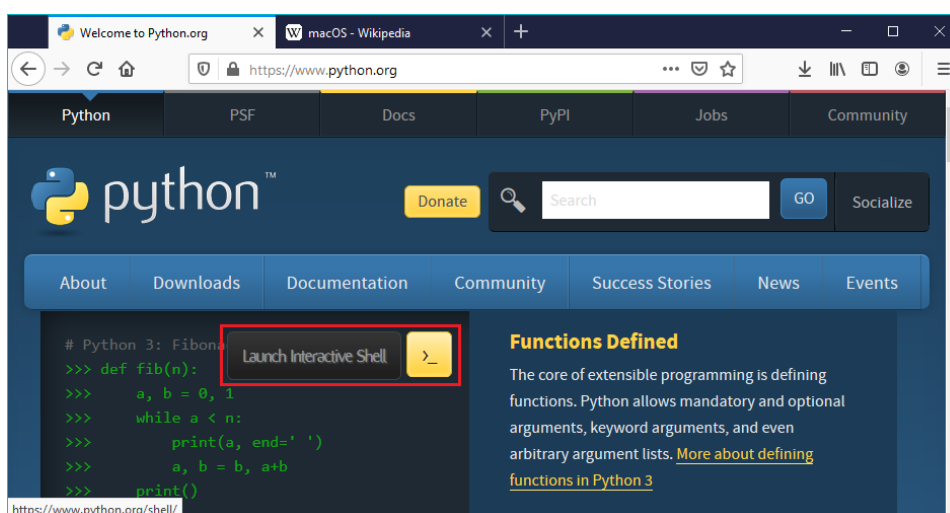 Welcome to Python.org
macOS - Wikipedia
https://www.python.org
Python PSF Docs PyPI Jobs Community
python™
Donate
Search
GO
Socialize
About Downloads Documentation Community Success Stories News Events
# Python 3: Fibona
>>> def fib(n):
>>> a, b = 0, 1
>>> while a < n:
>>> print(a, end=' ')
>>> a, b = b, a+b
>>> print()
Launch Interactive Shell
>_
Functions Defined
The core of extensible programming is defining
functions. Python allows mandatory and optional
arguments, keyword arguments, and even
arbitrary argument lists. More about defining
functions in Python 3
https://www.python.org/shell/